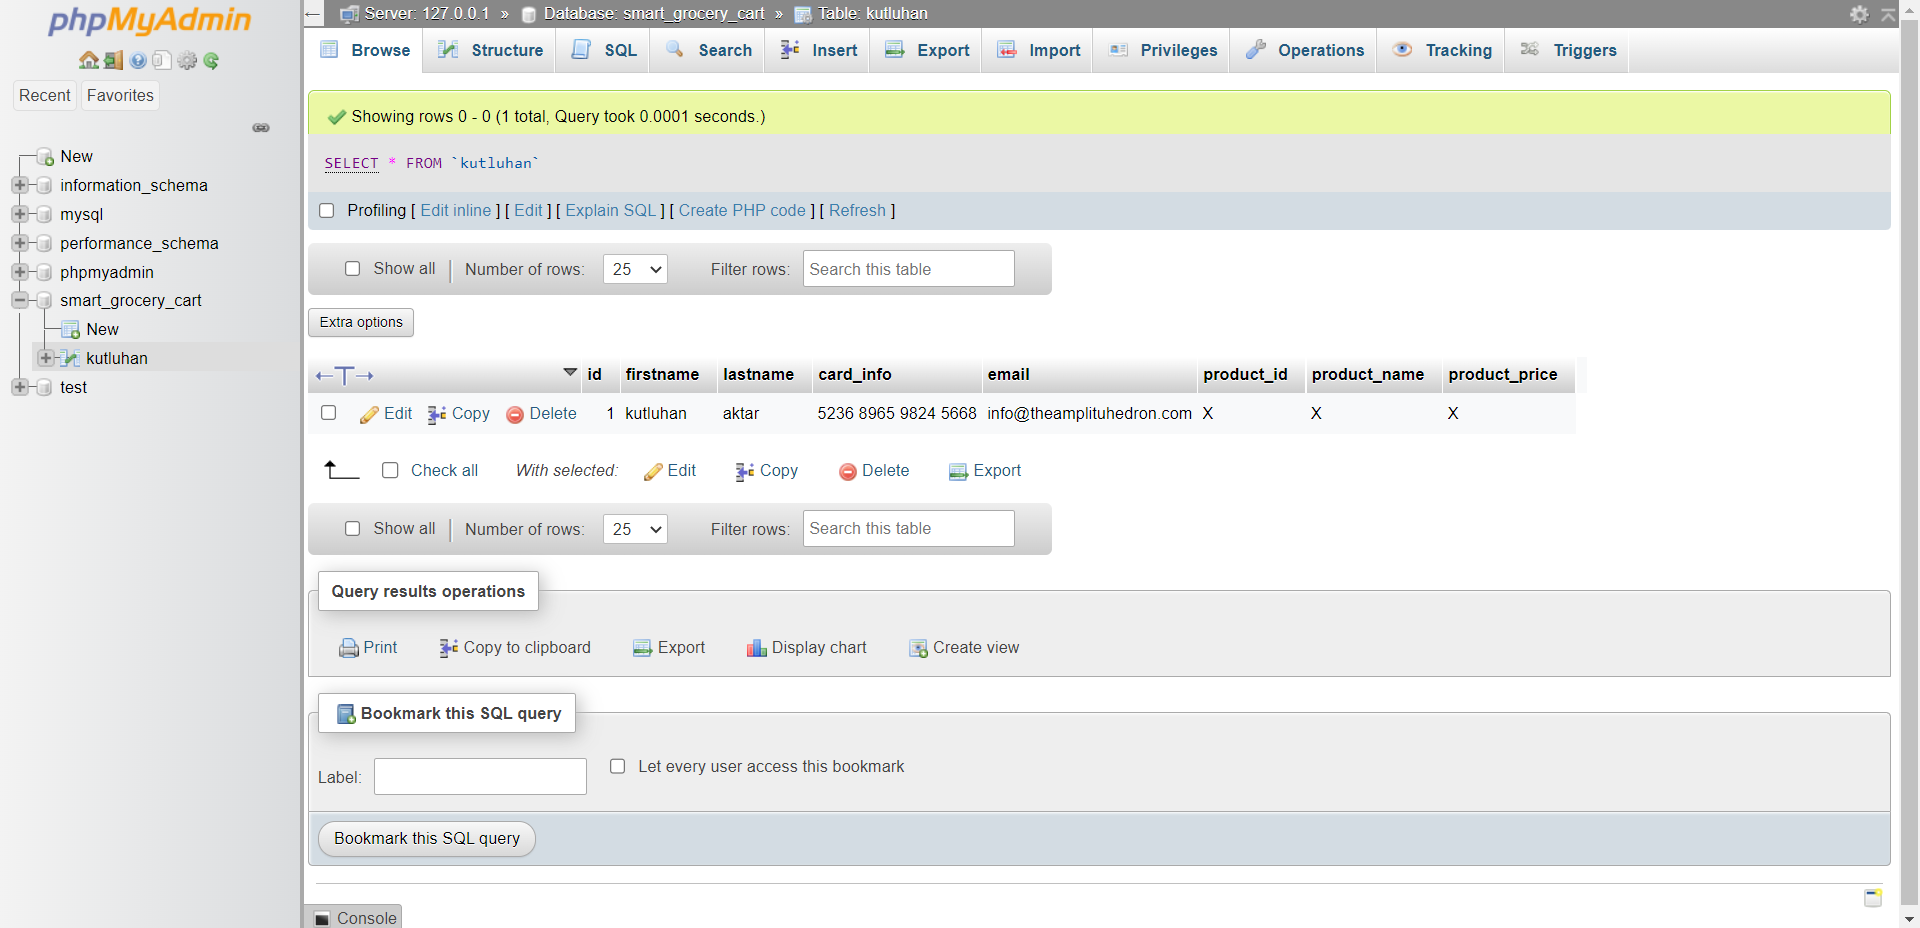 phpMyAdmin
Recent Favorites
New
information_schema
mysql
performance_schema
phpmyadmin
smart_grocery_cart
New
kutluhan
test
Server: 127.0.0.1 » Database: smart_grocery_cart » Table: kutluhan
Browse Structure SQL Search Insert Export Import Privileges Operations Tracking Triggers
Showing rows 0 - 0 (1 total, Query took 0.0001 seconds.)
SELECT * FROM `kutluhan`
Profiling [ Edit inline ] [ Edit ] [ Explain SQL ] [ Create PHP code ] [ Refresh ]
Show all Number of rows: 25 Filter rows: Search this table
Extra options
←T→ id firstname lastname card_info email product_id product_name product_price
Edit Copy Delete 1 kutluhan aktar 5236 8965 9824 5668 info@theamplituhedron.com X X X
Check all With selected: Edit Copy Delete Export
Show all Number of rows: 25 Filter rows: Search this table
Query results operations
Print Copy to clipboard Export Display chart Create view
Bookmark this SQL query
Label: Let every user access this bookmark
Bookmark this SQL query
Console